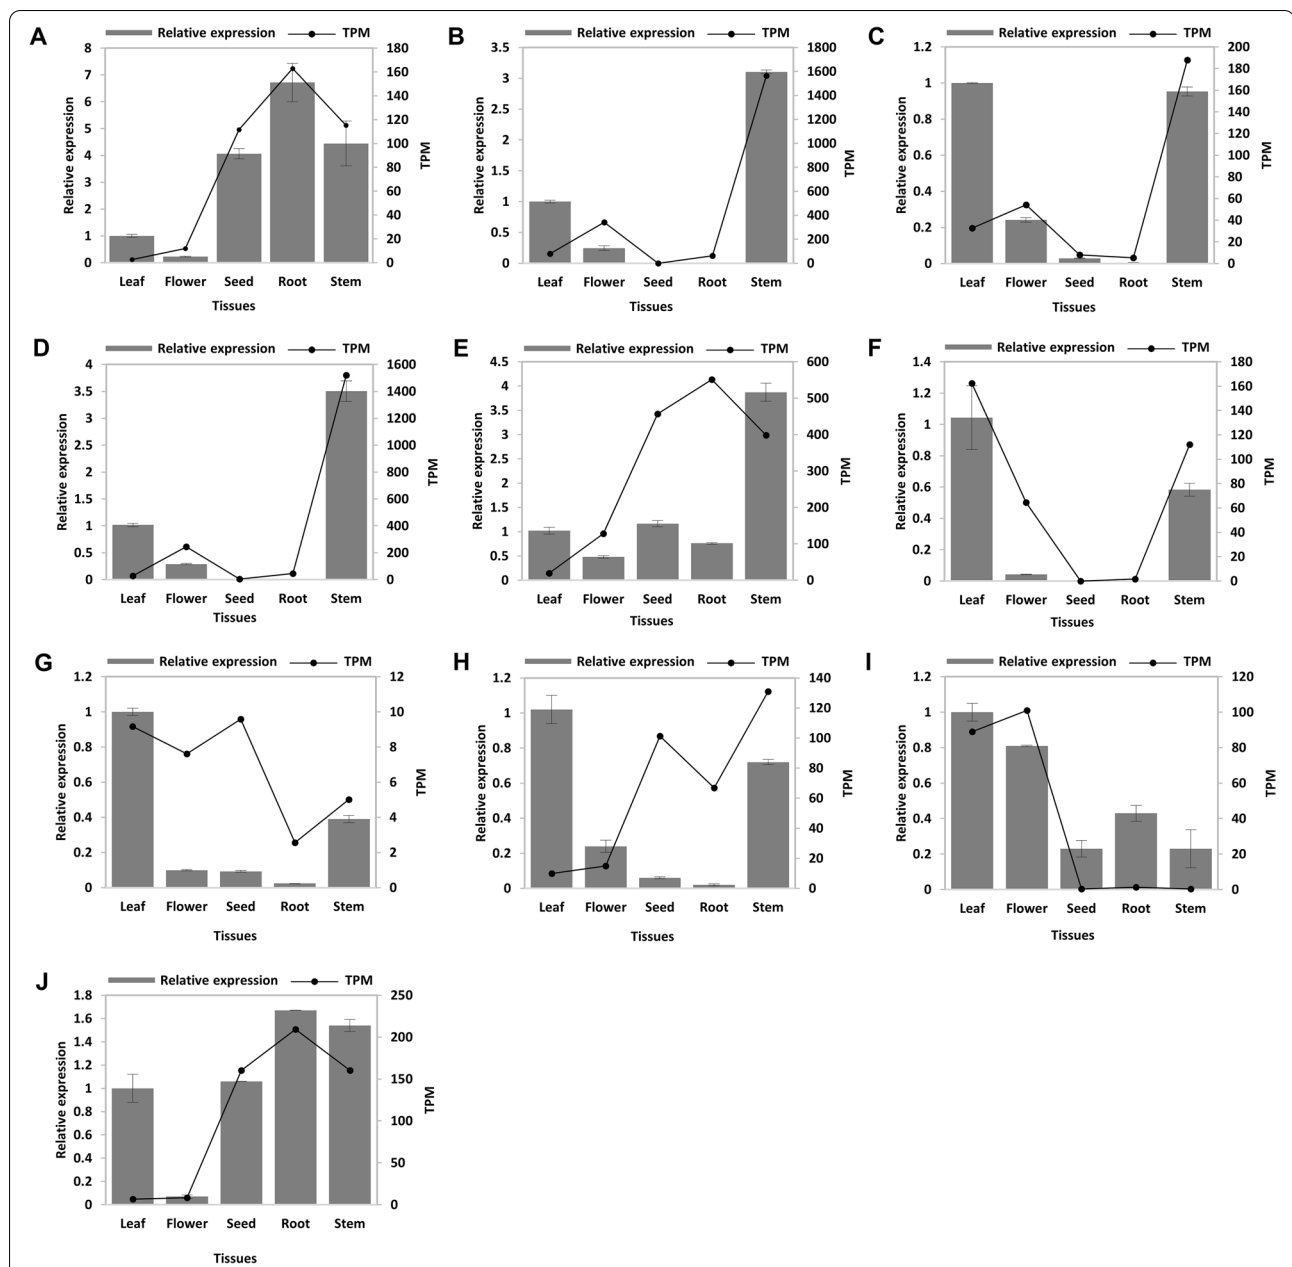 A
Relative expression TPM
8
7
6
5
4
3
2
1
0
180
160
140
120
100
80
60
40
20
0
Relative expression
TPM
Leaf Flower Seed Root Stem
Tissues
B
Relative expression TPM
3.5
3
2.5
2
1.5
1
0.5
0
1800
1600
1400
1200
1000
800
600
400
200
0
Relative expression
TPM
Leaf Flower Seed Root Stem
Tissues
C
Relative expression TPM
1.2
1
0.8
0.6
0.4
0.2
0
200
180
160
140
120
100
80
60
40
20
0
Relative expression
TPM
Leaf Flower Seed Root Stem
Tissues
D
Relative expression TPM
4
3.5
3
2.5
2
1.5
1
0.5
0
1600
1400
1200
1000
800
600
400
200
0
Relative expression
TPM
Leaf Flower Seed Root Stem
Tissues
E
Relative expression TPM
4.5
4
3.5
3
2.5
2
1.5
1
0.5
0
600
500
400
300
200
100
0
Relative expression
TPM
Leaf Flower Seed Root Stem
Tissues
F
Relative expression TPM
1.4
1.2
1
0.8
0.6
0.4
0.2
0
180
160
140
120
100
80
60
40
20
0
Relative expression
TPM
Leaf Flower Seed Root Stem
Tissues
G
Relative expression TPM
1.2
1
0.8
0.6
0.4
0.2
0
12
10
8
6
4
2
0
Relative expression
TPM
Leaf Flower Seed Root Stem
Tissues
H
Relative expression TPM
1.2
1
0.8
0.6
0.4
0.2
0
140
120
100
80
60
40
20
0
Relative expression
TPM
Leaf Flower Seed Root Stem
Tissues
I
Relative expression TPM
1.2
1
0.8
0.6
0.4
0.2
0
120
100
80
60
40
20
0
Relative expression
TPM
Leaf Flower Seed Root Stem
Tissues
J
Relative expression TPM
1.8
1.6
1.4
1.2
1
0.8
0.6
0.4
0.2
0
250
200
150
100
50
0
Relative expression
TPM
Leaf Flower Seed Root Stem
Tissues